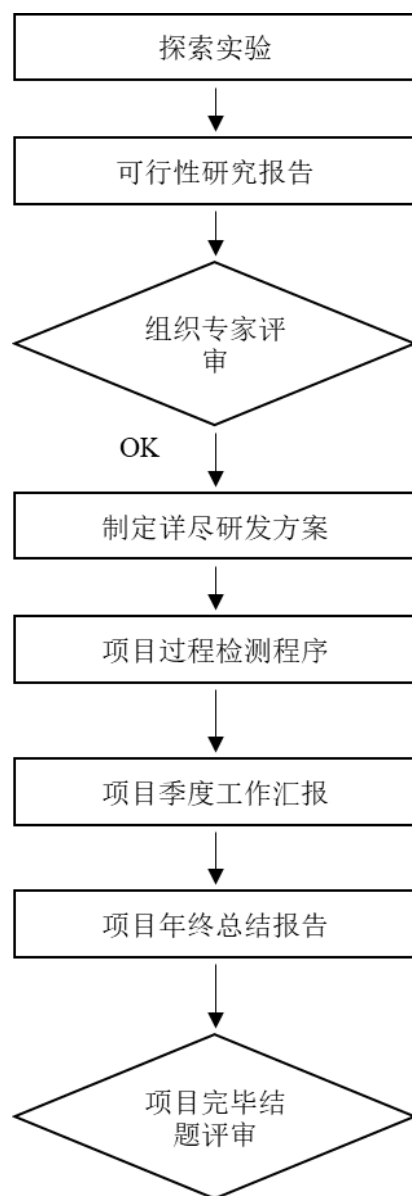 探索实验
可行性研究报告
组织专家评
审
OK
制定详尽研发方案
项目过程检测程序
项目季度工作汇报
项目年终总结报告
项目完毕结
题评审